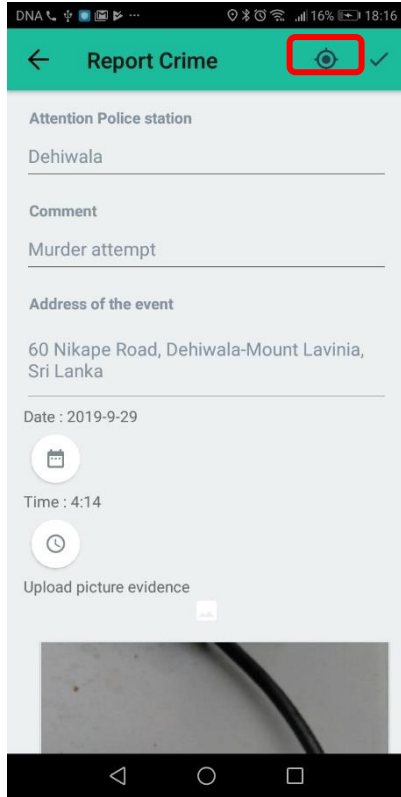 DNA 16% 18:16
Report Crime
Attention Police station
Dehiwala
Comment
Murder attempt
Address of the event
60 Nikape Road, Dehiwala-Mount Lavinia,
Sri Lanka
Date : 2019-9-29
Time : 4:14
Upload picture evidence